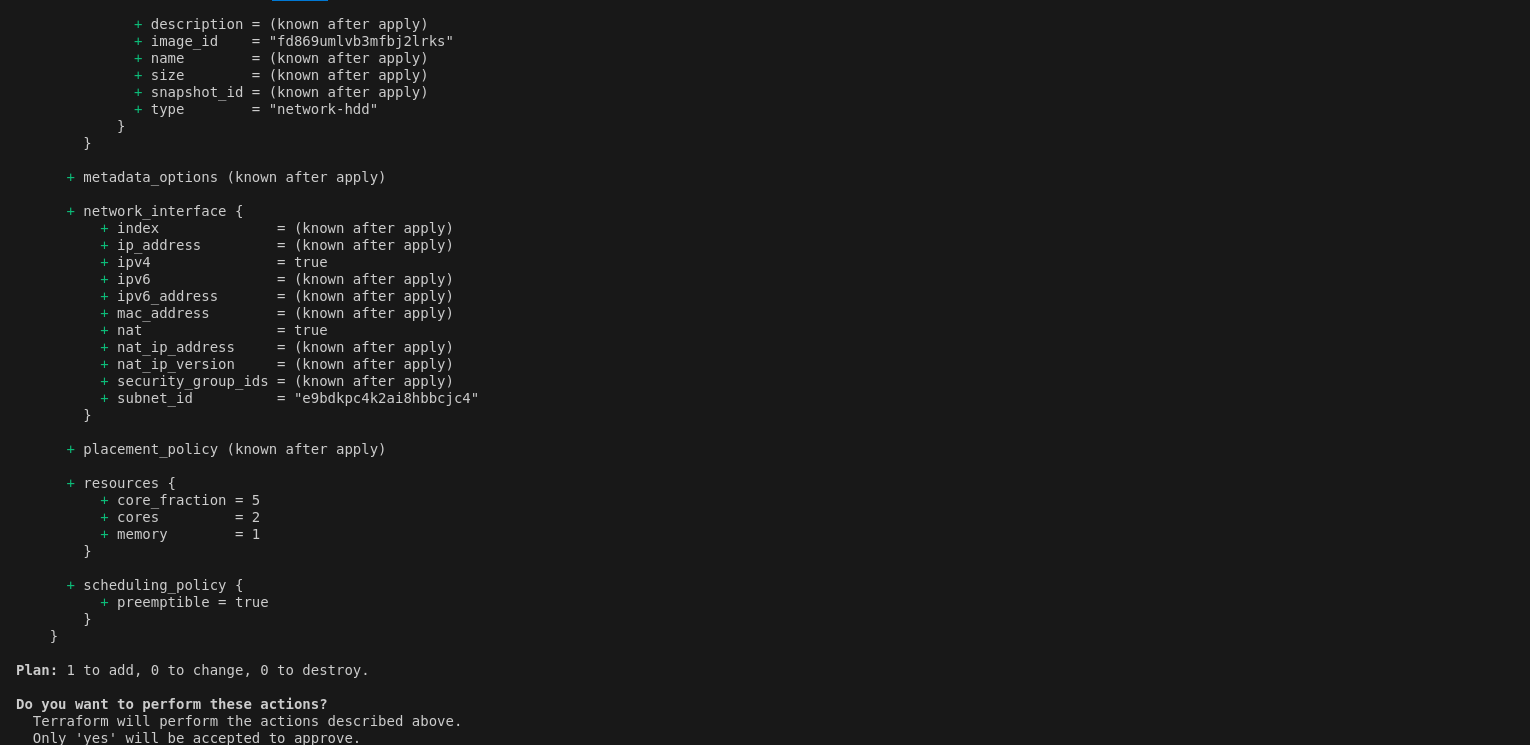 + description = (known after apply)
+ image_id    = "fd869umlvb3mfbj2lrks"
+ name        = (known after apply)
+ size        = (known after apply)
+ snapshot_id = (known after apply)
+ type        = "network-hdd"
}
}
+ metadata_options (known after apply)
+ network_interface {
+ index              = (known after apply)
+ ip_address         = (known after apply)
+ ipv4               = true
+ ipv6               = (known after apply)
+ ipv6_address       = (known after apply)
+ mac_address        = (known after apply)
+ nat                = true
+ nat_ip_address     = (known after apply)
+ nat_ip_version     = (known after apply)
+ security_group_ids = (known after apply)
+ subnet_id          = "e9bdkpc4k2ai8hbbcjc4"
}
+ placement_policy (known after apply)
+ resources {
+ core_fraction = 5
+ cores         = 2
+ memory        = 1
}
+ scheduling_policy {
+ preemptible = true
}
}
Plan: 1 to add, 0 to change, 0 to destroy.
Do you want to perform these actions?
Terraform will perform the actions described above.
Only 'yes' will be accepted to approve.